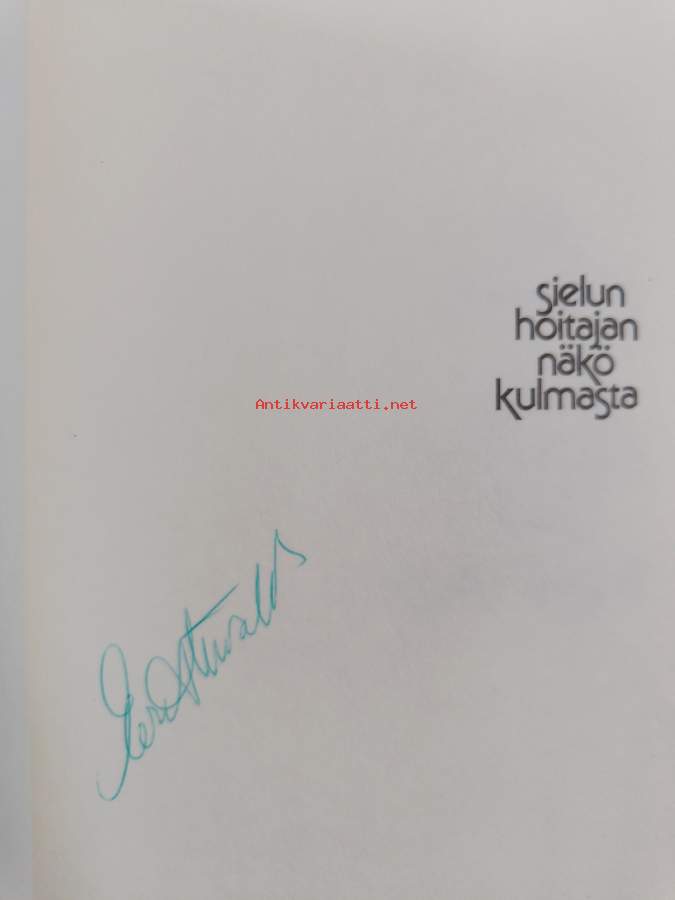 sielun
hoitajan
näkö
kulmasta
Antikvariaatti.net